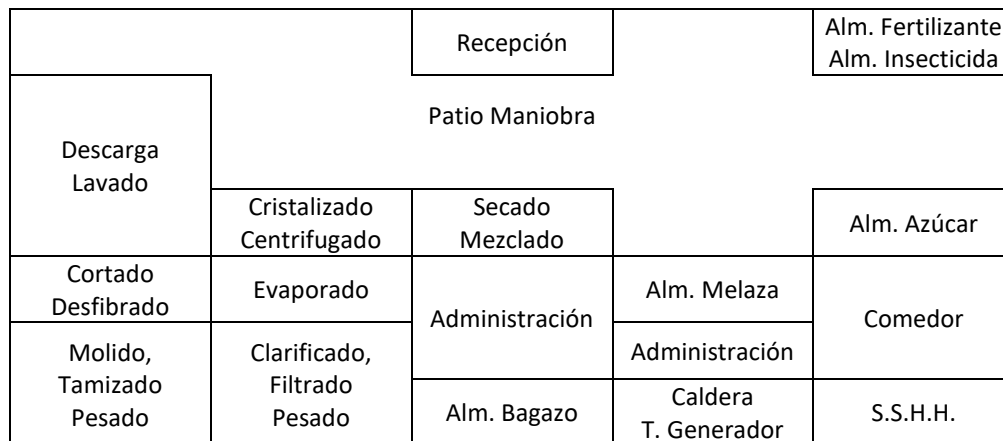 Recepción
Alm. Fertilizante
Alm. Insecticida
Patio Maniobra
Descarga
Lavado
Cristalizado
Centrifugado
Secado
Mezclado
Alm. Azúcar
Cortado
Desfibrado
Evaporado
Administración
Alm. Melaza
Comedor
Molido,
Tamizado
Pesado
Clarificado,
Filtrado
Pesado
Administración
Alm. Bagazo
Caldera
T. Generador
S.S.H.H.